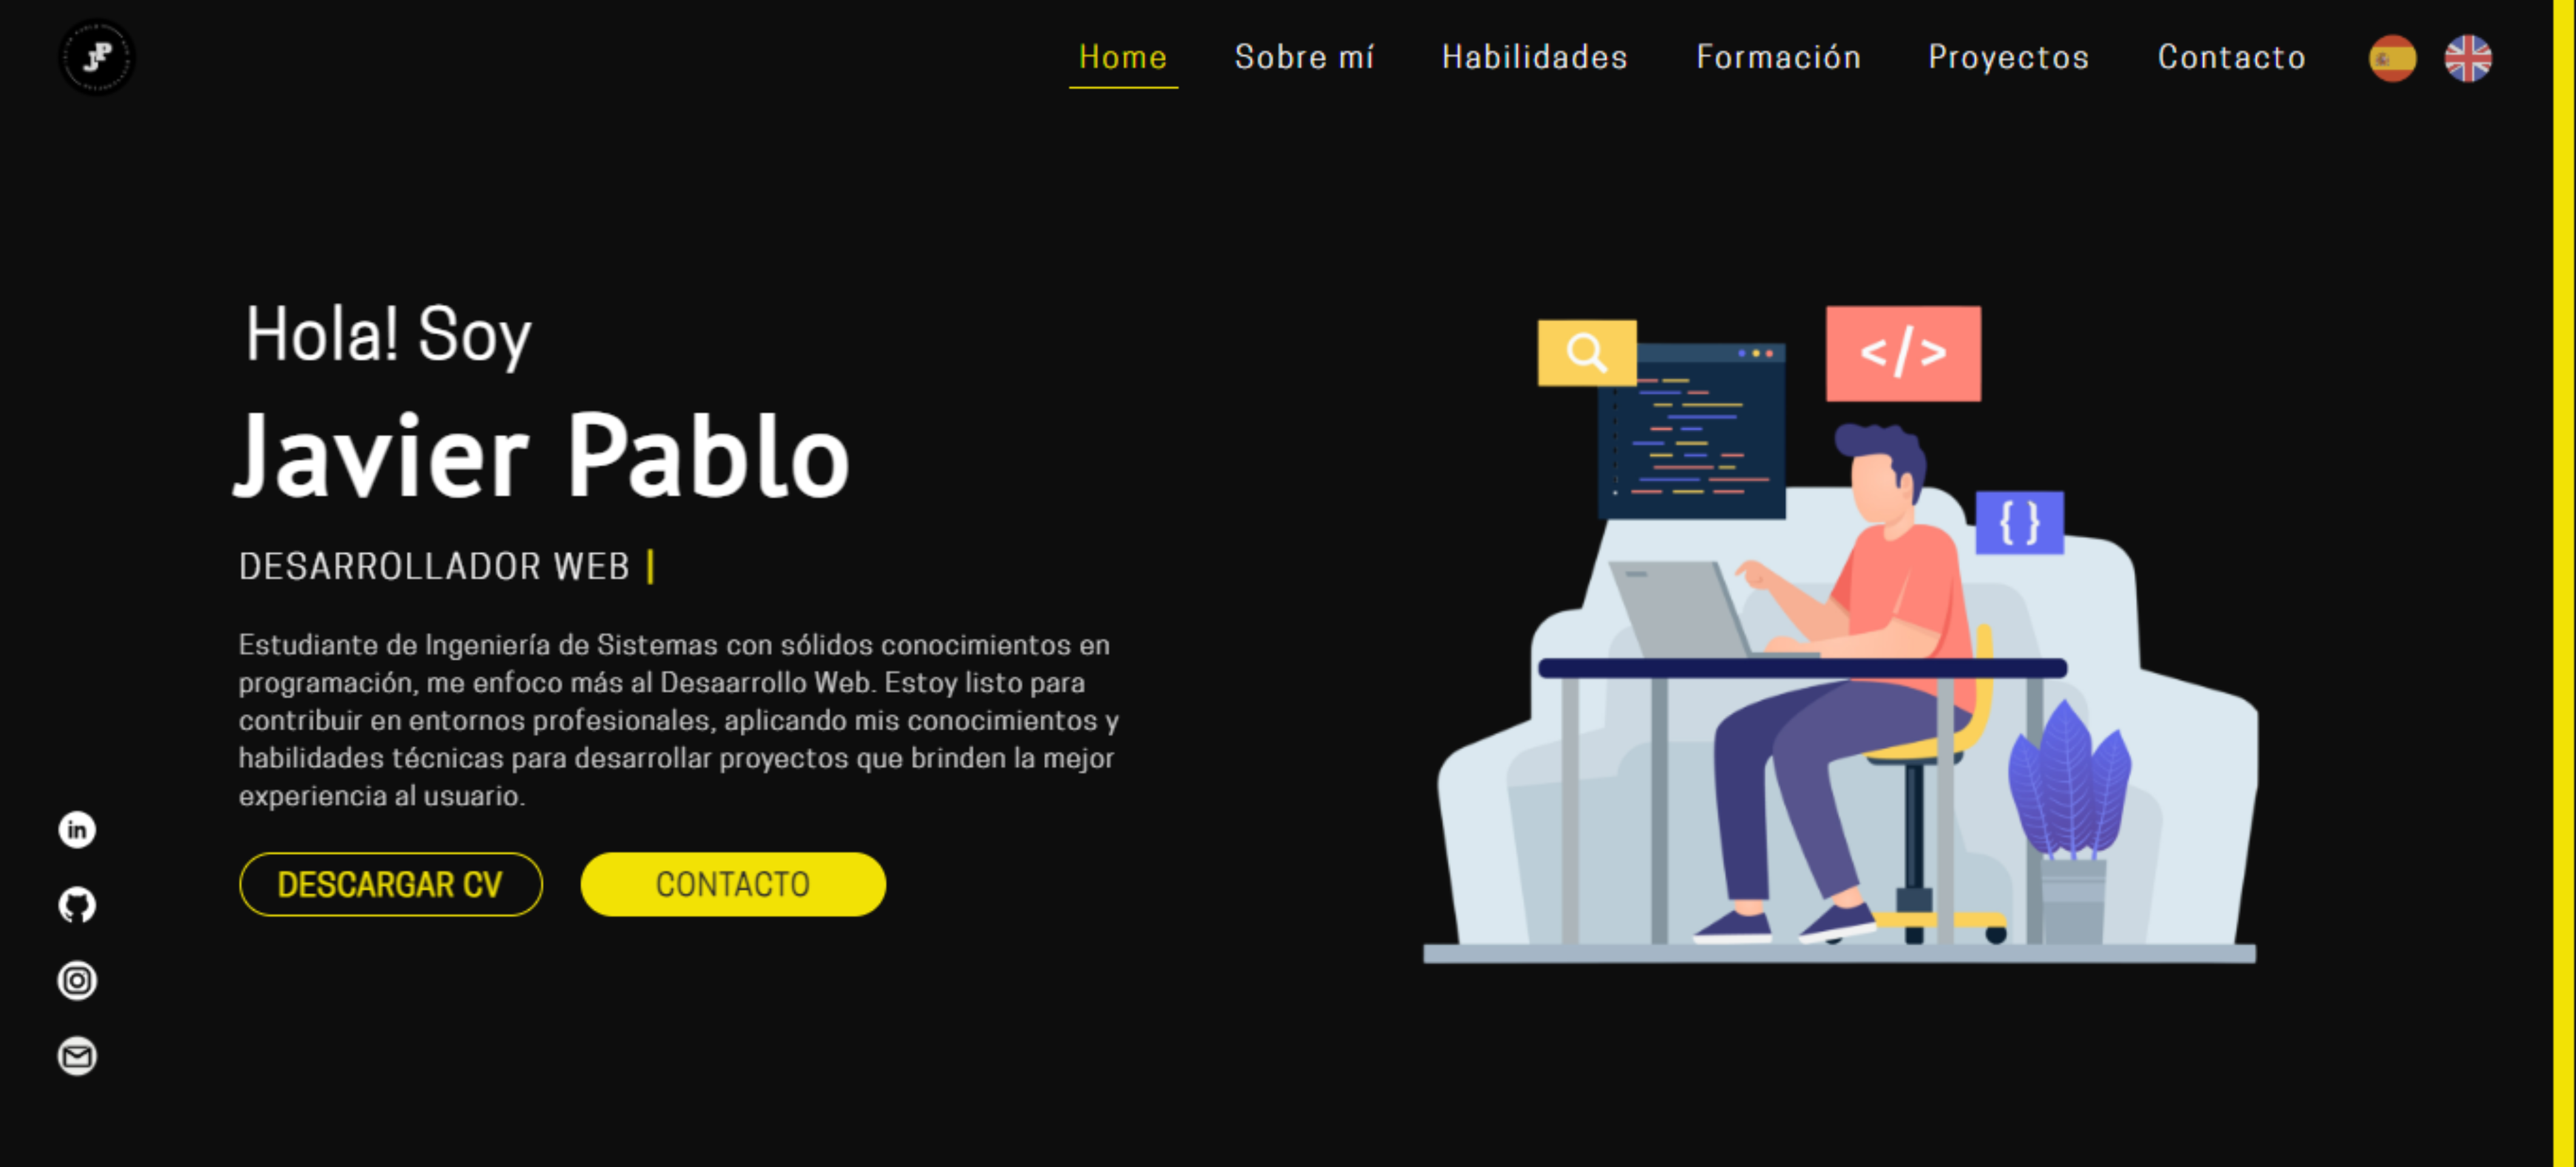 JP
Home Sobre mí Habilidades Formación Proyectos Contacto
Hola! Soy
Javier Pablo
DESARROLLADOR WEB
Estudiante de Ingeniería de Sistemas con sólidos conocimientos en
programación, me enfoco más al Desaarrollo Web. Estoy listo para
contribuir en entornos profesionales, aplicando mis conocimientos y
habilidades técnicas para desarrollar proyectos que brinden la mejor
experiencia al usuario.
DESCARGAR CV CONTACTO
</>
{ }
in